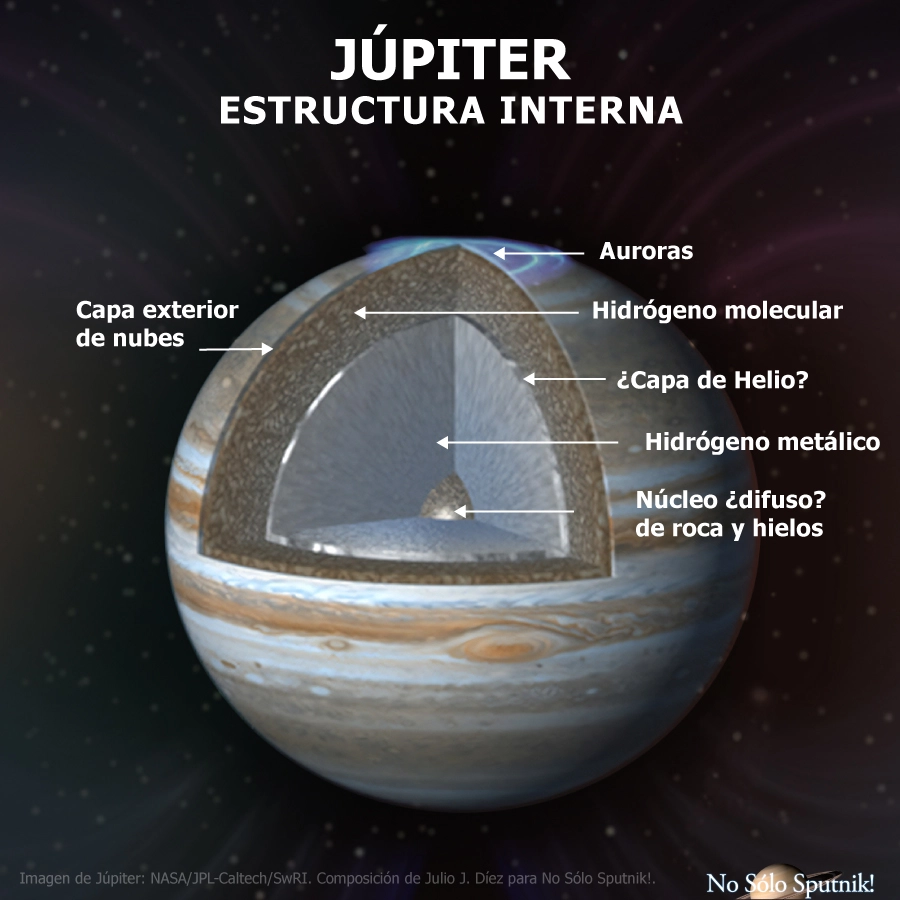 JÚPITER
ESTRUCTURA INTERNA
Auroras
Capa exterior
de nubes
Hidrógeno molecular
¿Capa de Helio?
Hidrógeno metálico
Núcleo ¿difuso?
de roca y hielos
Imagen de Júpiter: NASA/JPL-Caltech/SwRI. Composición de Julio J. Díez para No Sólo Sputnik!.
No Sólo Sputnik!